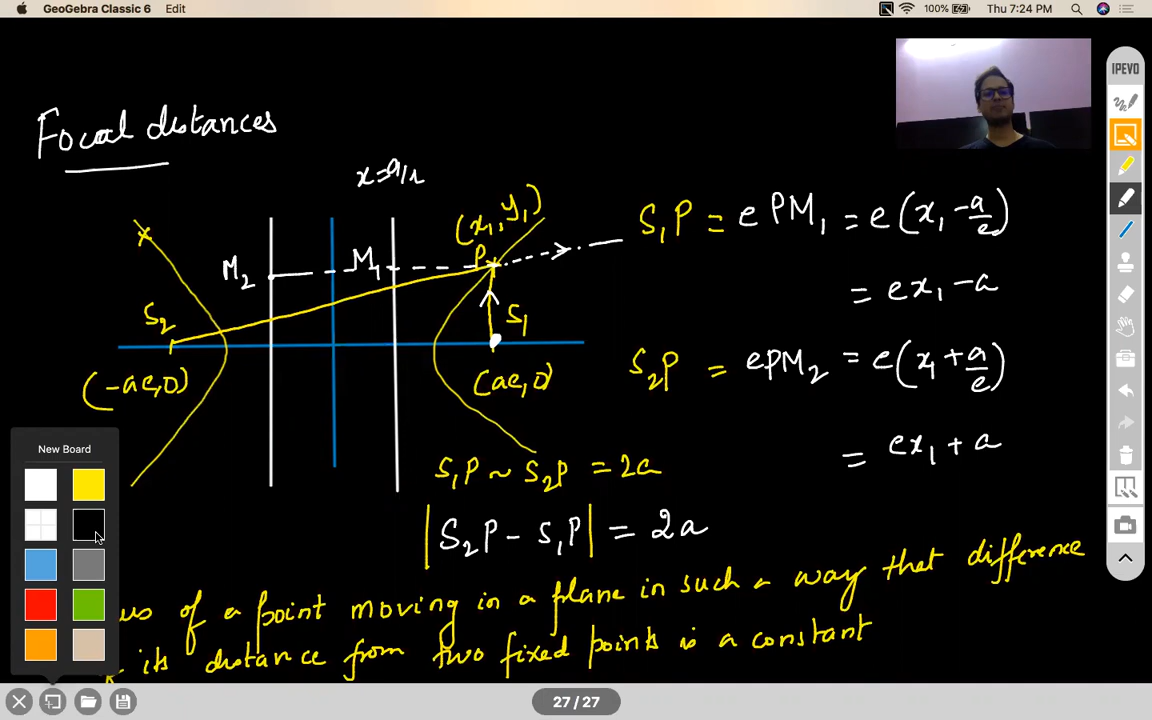 GeoGebra Classic 6 Edit 100% Thu 7:24 PM
IPEVO
Focal distances
x=a/e
(x₁, y₁)
S₁P = e PM₁ = e(x₁ - a/e)
P
M₂ M₁
= ex₁ - a
S₂ S₁
S₂P = ePM₂ = e(x₁ + a/e)
(-ae, 0) (ae, 0)
= ex₁ + a
New Board
S₁P ~ S₂P = 2a
|S₂P - S₁P| = 2a
us of a point moving in a plane in such a way that difference
its distance from two fixed points is a constant
27/27